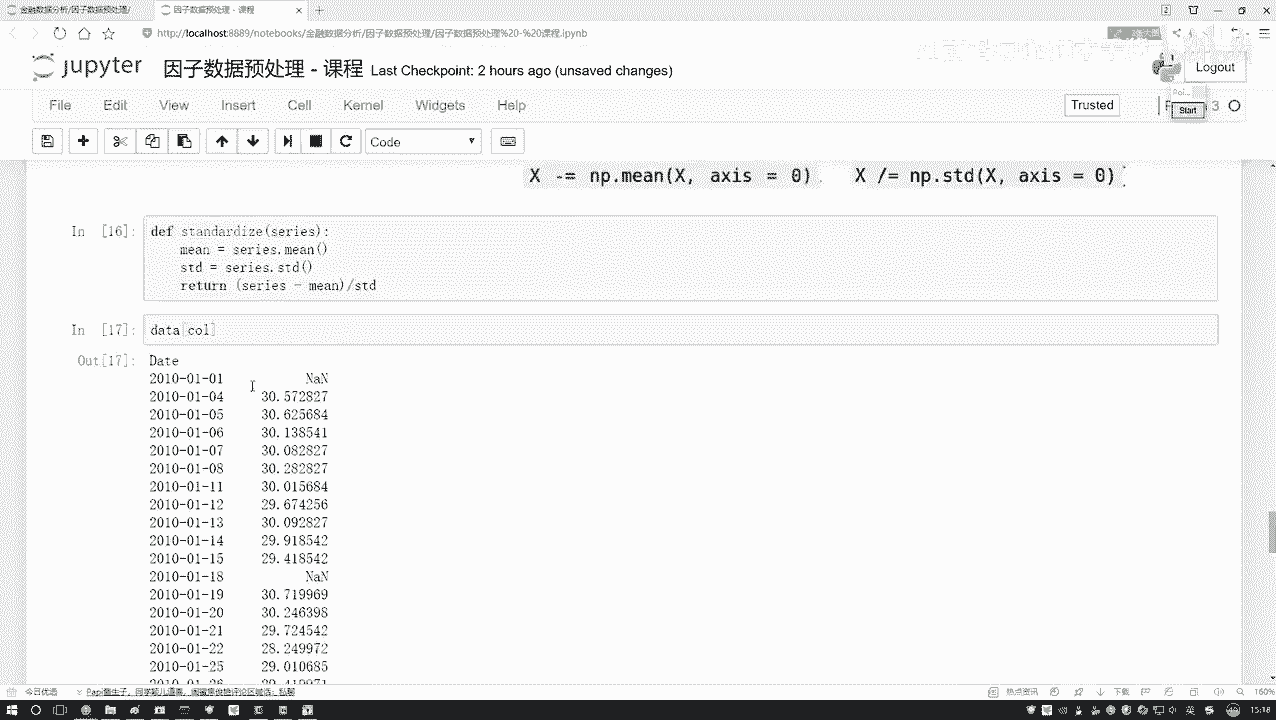 金融数据分析/因子数据预处理/
因子数据预处理 - 课程
2
http://localhost:8889/notebooks/金融数据分析/因子数据预处理/因子数据预处理%20-%20课程.ipynb
jupyter 因子数据预处理 - 课程 Last Checkpoint: 2 hours ago (unsaved changes)
Logout
File Edit View Insert Cell Kernel Widgets Help
Trusted
3
Start
Code
X -= np.mean(X, axis = 0) X /= np.std(X, axis = 0)
In [16]: def standardize(series):
mean = series.mean()
std = series.std()
return (series - mean)/std
In [17]: data[col]
Out[17]: Date
2010-01-01 NaN
2010-01-04 30.572827
2010-01-05 30.625684
2010-01-06 30.138541
2010-01-07 30.082827
2010-01-08 30.282827
2010-01-11 30.015684
2010-01-12 29.674256
2010-01-13 30.092827
2010-01-14 29.918542
2010-01-15 29.418542
2010-01-18 NaN
2010-01-19 30.719969
2010-01-20 30.246398
2010-01-21 29.724542
2010-01-22 28.249972
2010-01-25 29.010685
今日优选
热点资讯 下载 160%
15:18